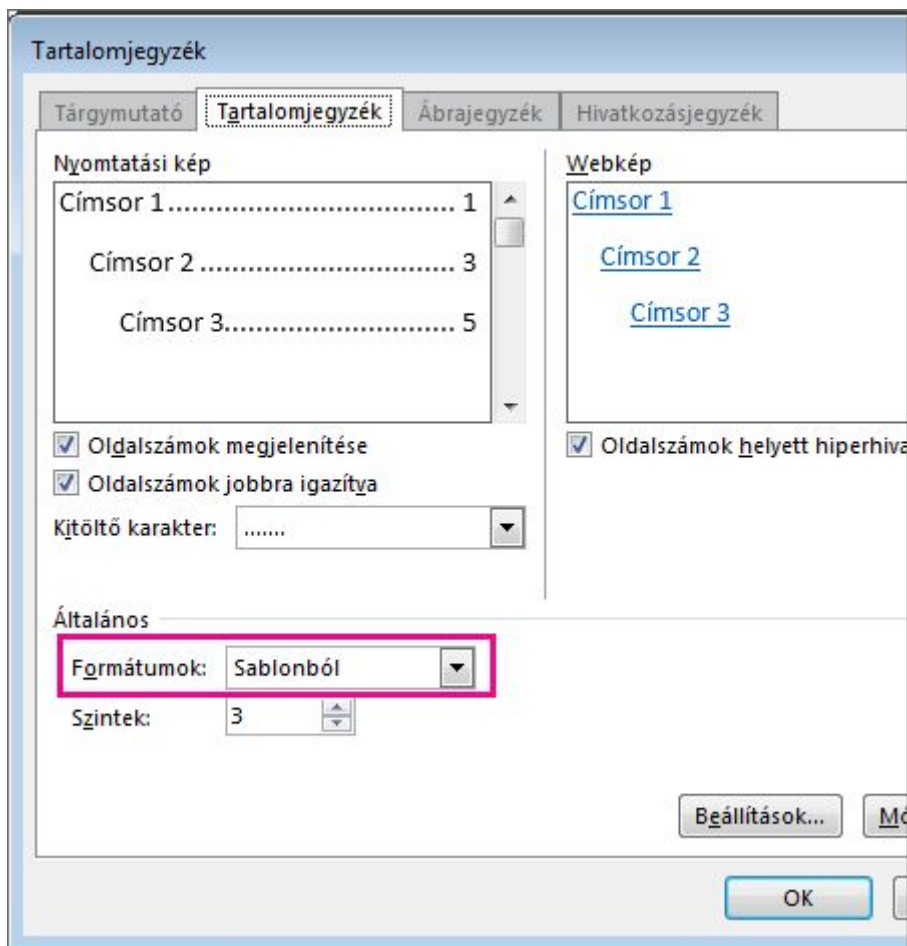 Tartalomjegyzék
Tárgymutató Tartalomjegyzék Ábrajegyzék Hivatkozásjegyzék
Nyomtatási kép
Címsor 1........................................ 1
Címsor 2 ................................... 3
Címsor 3................................ 5
Oldalszámok megjelenítése
Oldalszámok jobbra igazítva
Kitöltő karakter: .......
Webkép
Címsor 1
Címsor 2
Címsor 3
Oldalszámok helyett
Általános
Formátumok: Sablonból
Szintek: 3
Beállítások...
OK